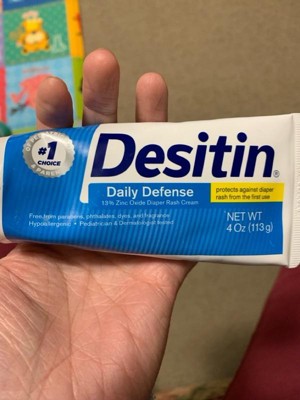 #1
CHOICE
Desitin®
Daily Defense
13% Zinc Oxide Diaper Rash Cream
protects against diaper
rash from the first use
Free from parabens, phthalates, dyes, and fragrance
Hypoallergenic • Pediatrician & Dermatologist tested
NET WT
4 Oz (113g)